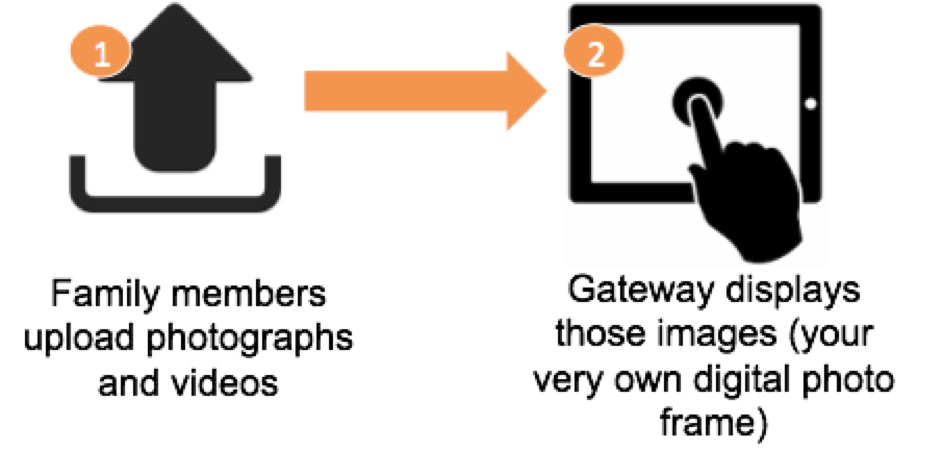 1
Family members
upload photographs
and videos
2
Gateway displays
those images (your
very own digital photo
frame)